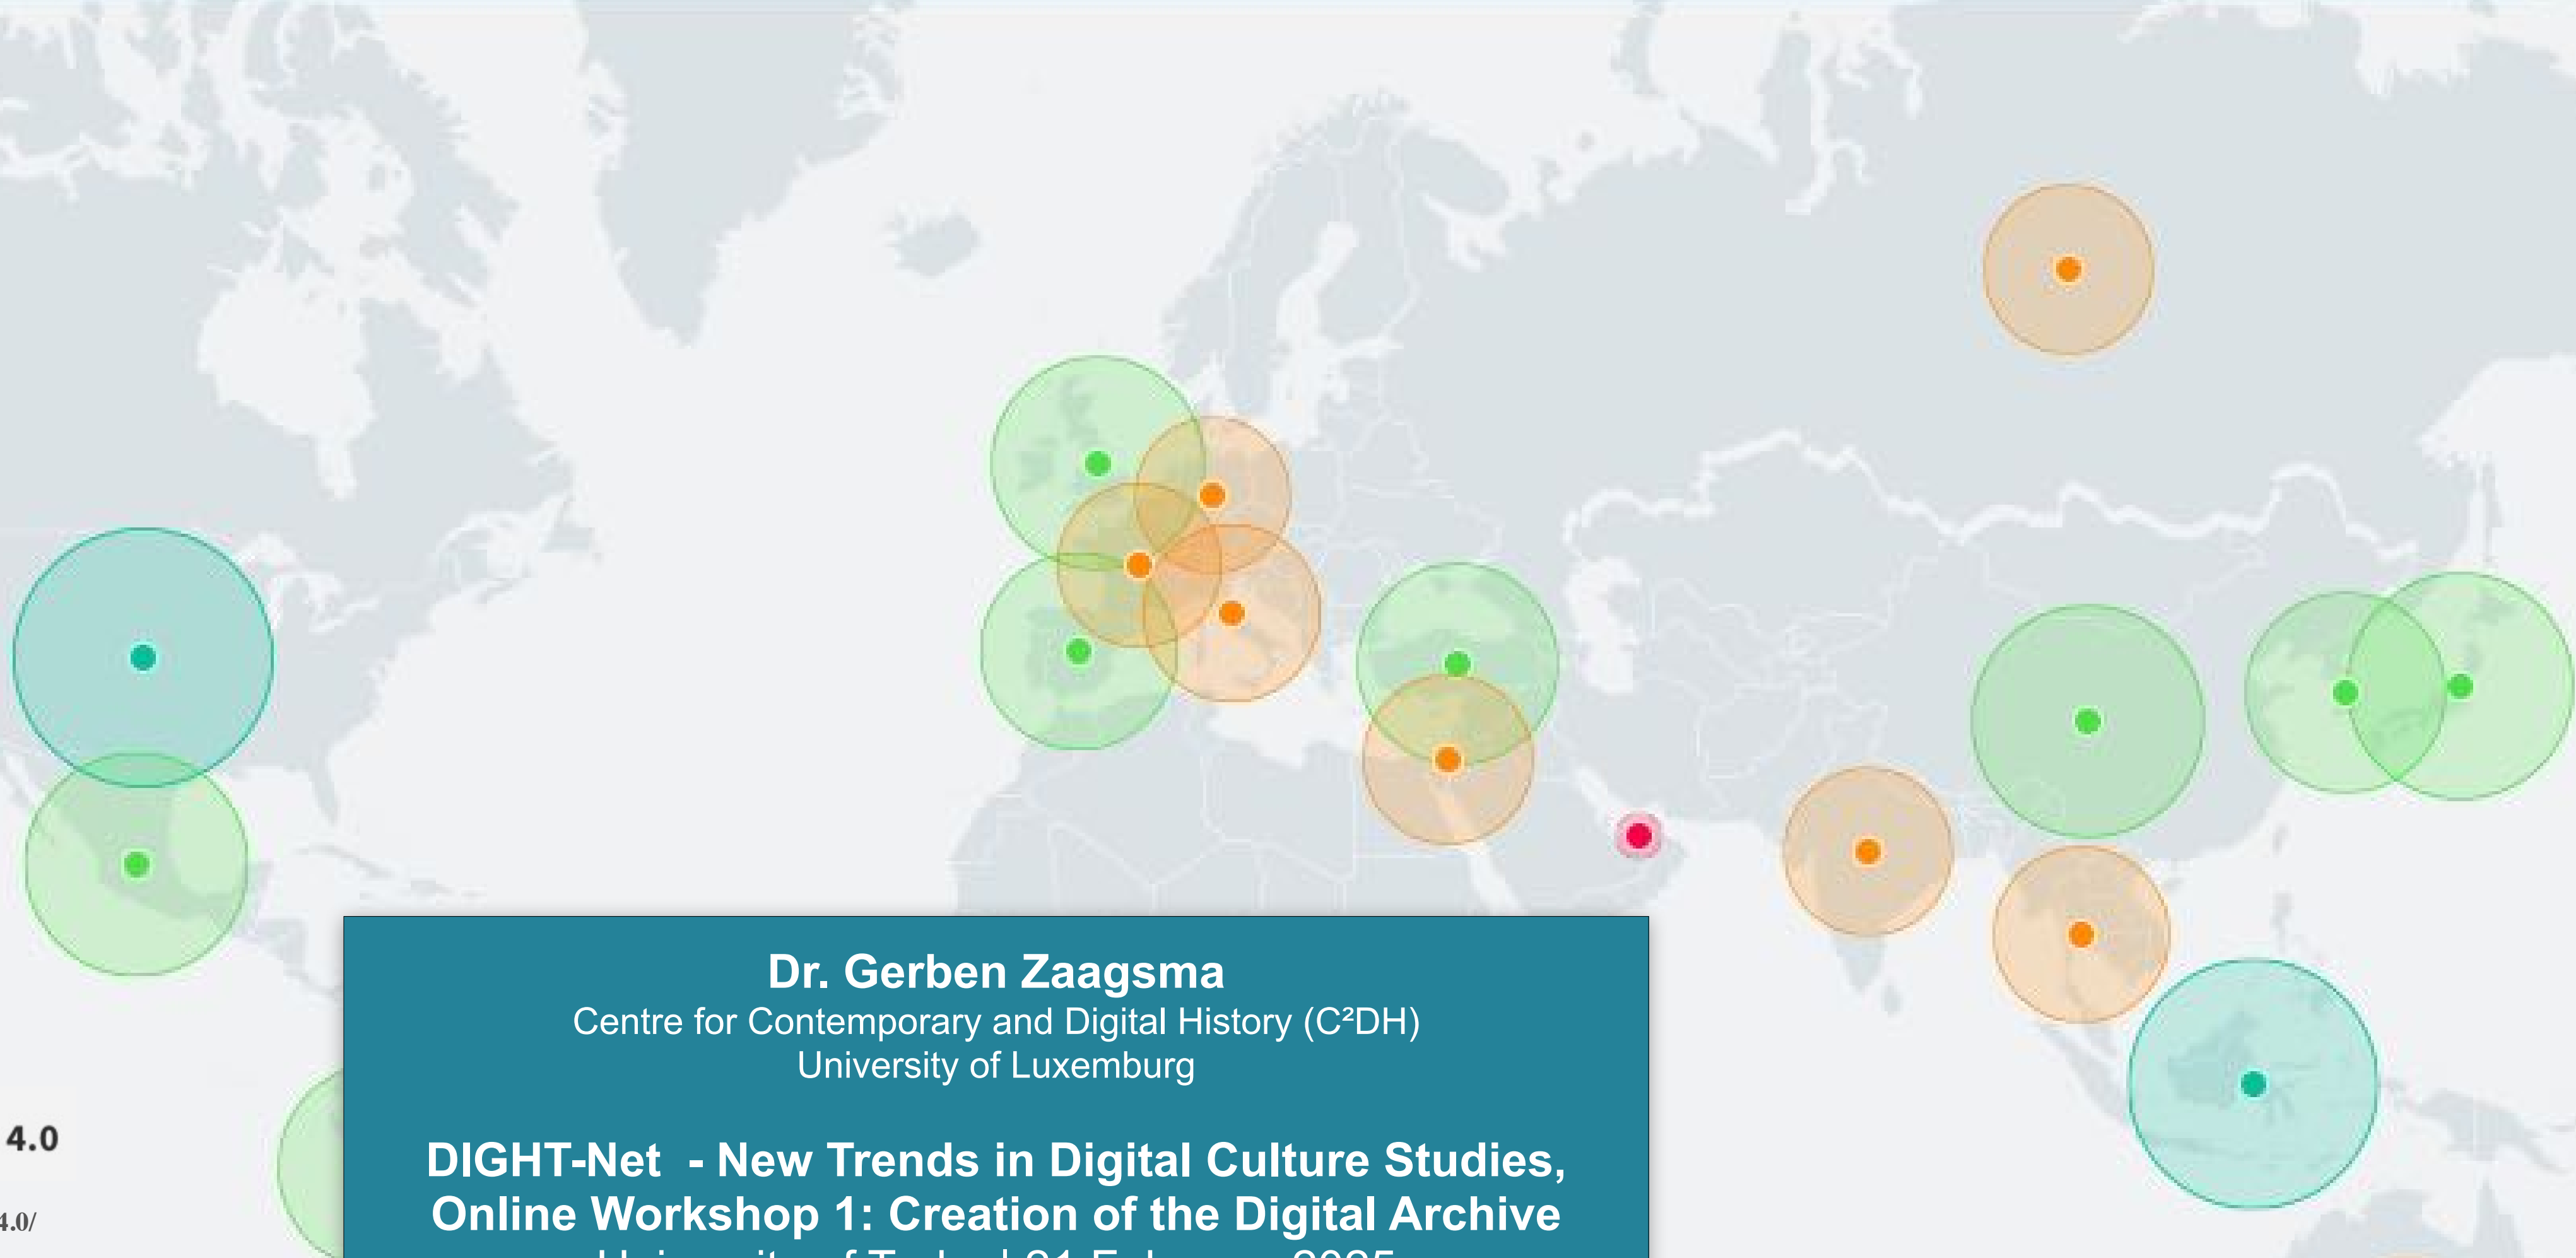 Dr. Gerben Zaagsma
Centre for Contemporary and Digital History (C²DH)
University of Luxemburg
DIGHT-Net - New Trends in Digital Culture Studies,
Online Workshop 1: Creation of the Digital Archive
4.0
4.0/